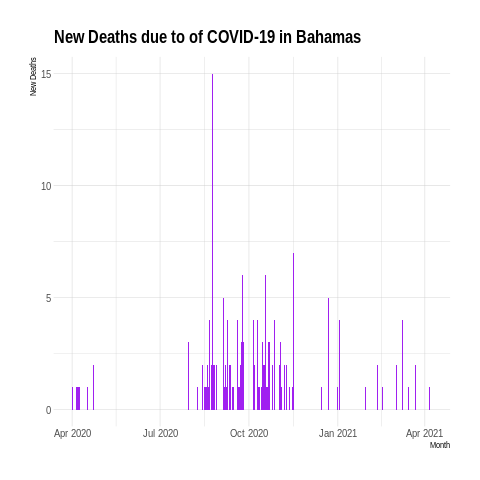 New Deaths due to of COVID-19 in Bahamas
New Deaths
15
10
5
0
Apr 2020 Jul 2020 Oct 2020 Jan 2021 Apr 2021
Month